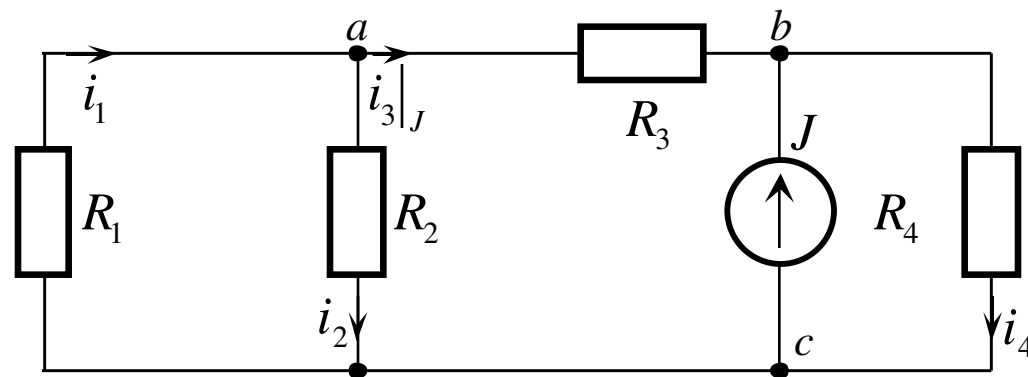 a
b
i₁
i₃|J
R₃
J
R₁
R₂
R₄
i₂
c
i₄